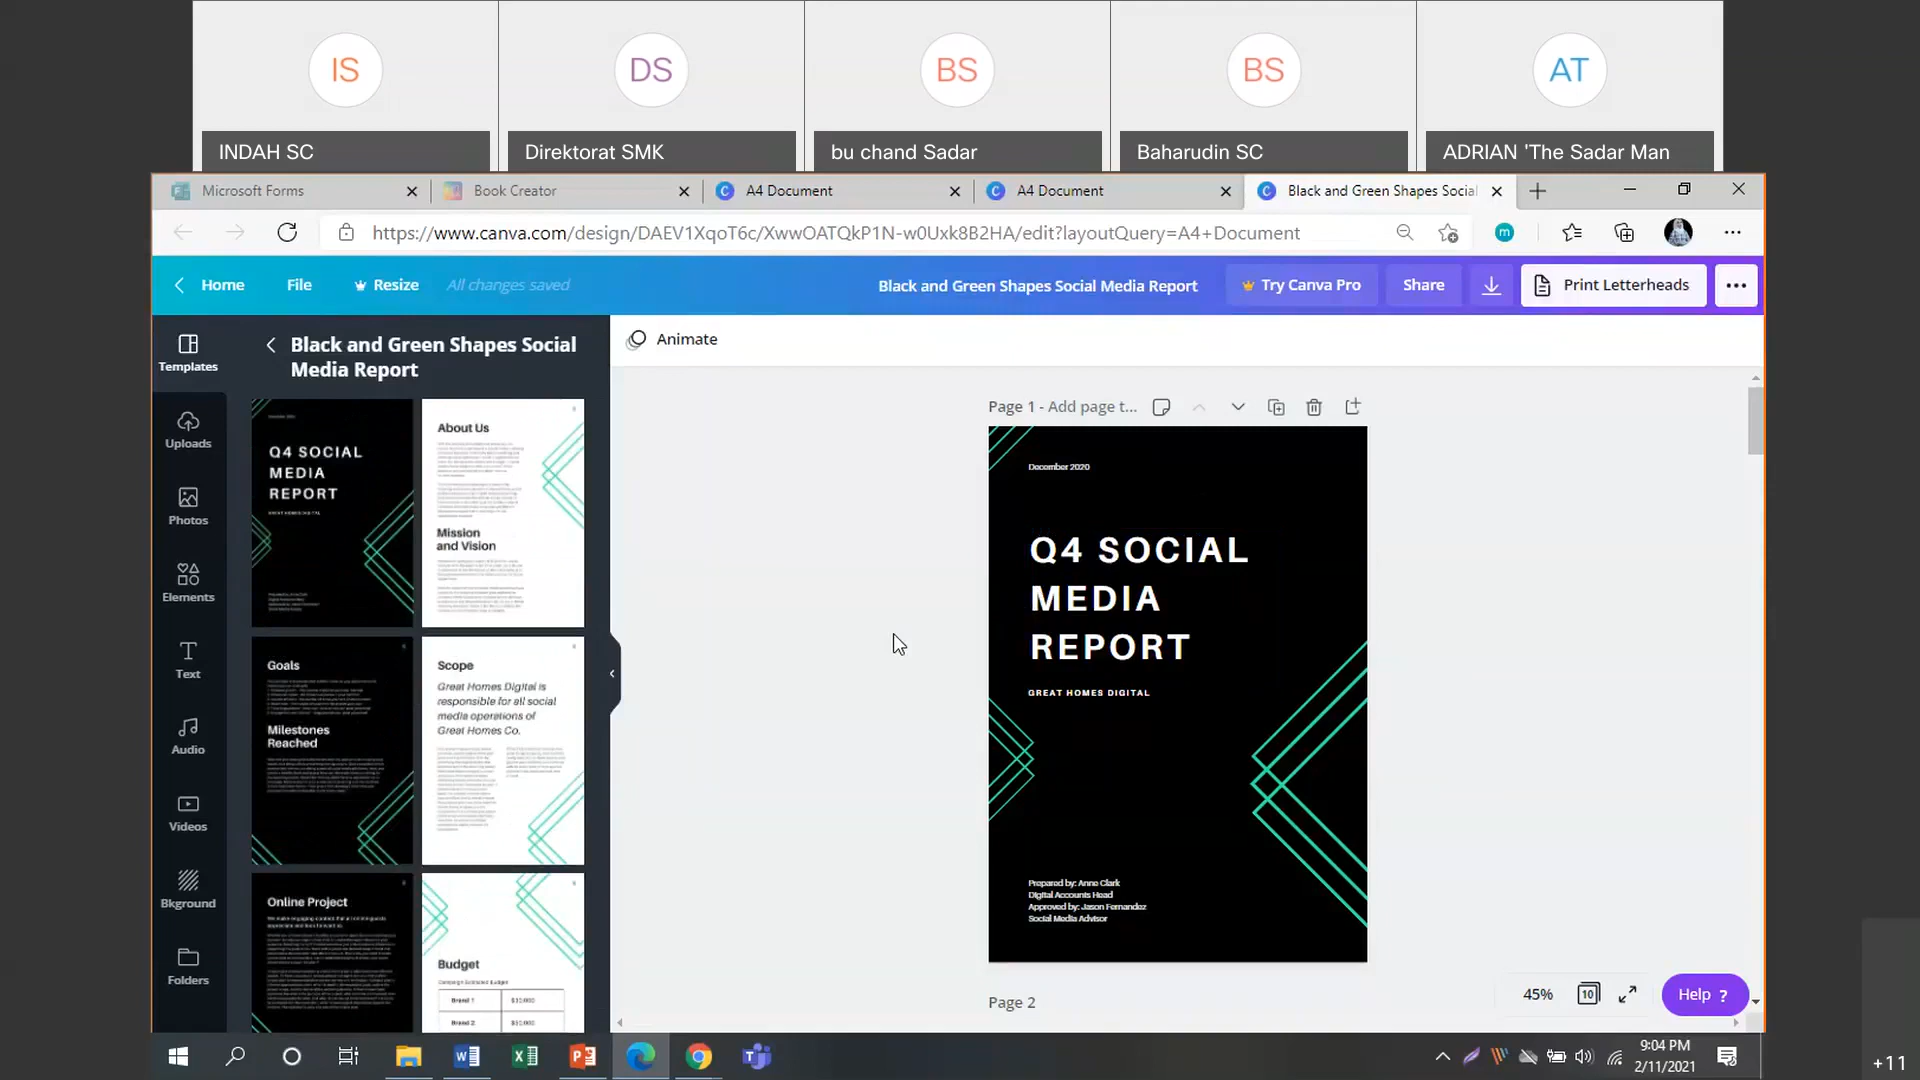 IS
DS
BS
BS
AT
INDAH SC
Direktorat SMK
bu chand Sadar
Baharudin SC
ADRIAN 'The Sadar Man
Microsoft Forms
Book Creator
A4 Document
A4 Document
Black and Green Shapes Social
https://www.canva.com/design/DAEV1XqoT6c/XwwOATQkP1N-w0Uxk8B2HA/edit?layoutQuery=A4+Document
m
Home
File
Resize
All changes saved
Black and Green Shapes Social Media Report
Try Canva Pro
Share
Print Letterheads
Templates
Uploads
Photos
Elements
Text
Audio
Videos
Bkground
Folders
Black and Green Shapes Social
Media Report
Q4 SOCIAL
MEDIA
REPORT
About Us
Mission
and Vision
Goals
Milestones
Reached
Scope
Great Homes Digital is
responsible for all social
media operations of
Great Homes Co.
Online Project
Budget
Brand 1
$30,000
Brand 2
Animate
Page 1 - Add page t...
December 2020
Q4 SOCIAL
MEDIA
REPORT
GREAT HOMES DIGITAL
Prepared by: Anne Clark
Digital Accounts Head
Approved by: Jason Fernandez
Social Media Advisor
Page 2
45%
10
Help ?
9:04 PM
2/11/2021
+11